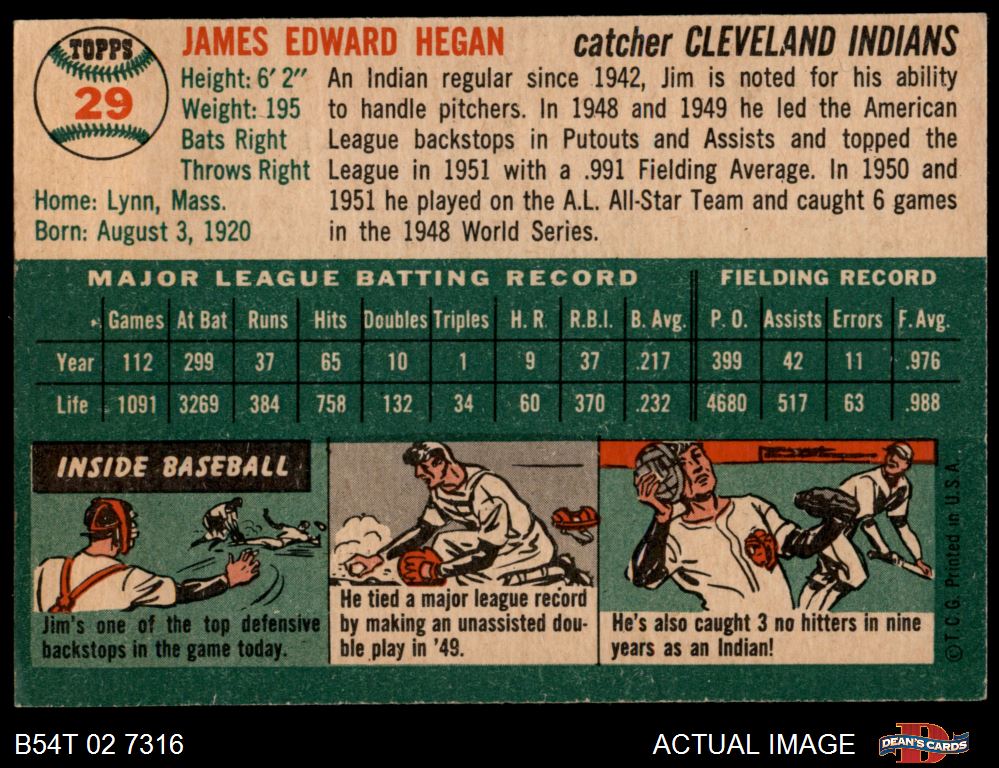 TOPPS
29
JAMES EDWARD HEGAN catcher CLEVELAND INDIANS
Height: 6' 2"
Weight: 195
Bats Right
Throws Right
Home: Lynn, Mass.
Born: August 3, 1920
An Indian regular since 1942, Jim is noted for his ability
to handle pitchers. In 1948 and 1949 he led the American
League backstops in Putouts and Assists and topped the
League in 1951 with a .991 Fielding Average. In 1950 and
1951 he played on the A.L. All-Star Team and caught 6 games
in the 1948 World Series.
MAJOR LEAGUE BATTING RECORD FIELDING RECORD
Games At Bat Runs Hits Doubles Triples H. R. R.B.I. B. Avg. P. O. Assists Errors F. Avg.
Year 112 299 37 65 10 1 9 37 .217 399 42 11 .976
Life 1091 3269 384 758 132 34 60 370 .232 4680 517 63 .988
INSIDE BASEBALL
Jim's one of the top defensive
backstops in the game today.
He tied a major league record
by making an unassisted dou-
ble play in '49.
He's also caught 3 no hitters in nine
years as an Indian!
© T.C.G. Printed in U.S.A.
B54T 02 7316
ACTUAL IMAGE
DEAN'S CARDS